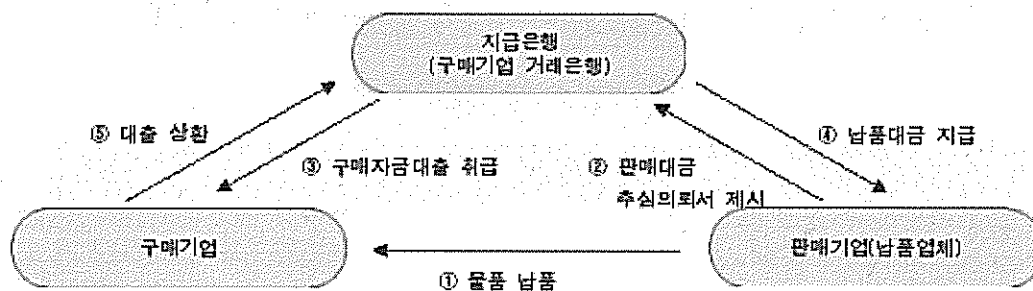 지급은행
(구매기업 거래은행)
⑤ 대출 상환
④ 납품대금 지급
③ 구매자금대출 취급
② 판매대금
추심의뢰서 제시
구매기업
판매기업(납품업체)
① 물품 납품